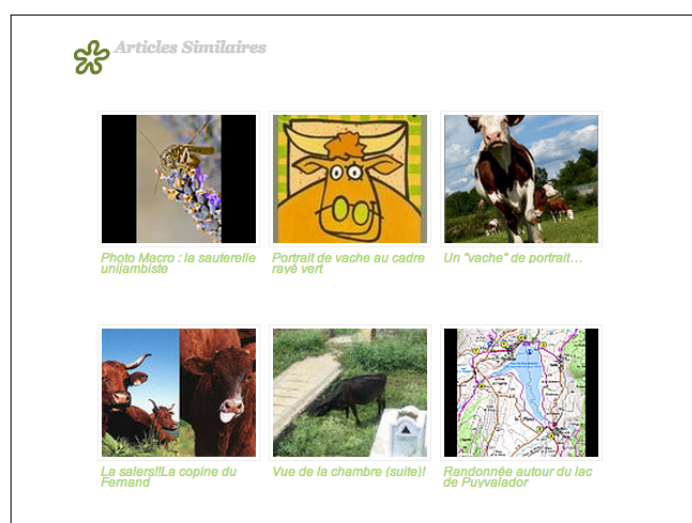 Articles Similaires
Photo Macro : la sauterelle
unijambiste
Portrait de vache au cadre
rayé vert
Un "vache" de portrait...
La salers!!La copine du
Fernand
Vue de la chambre (suite)!
Randonnée autour du lac
de Puyvalador